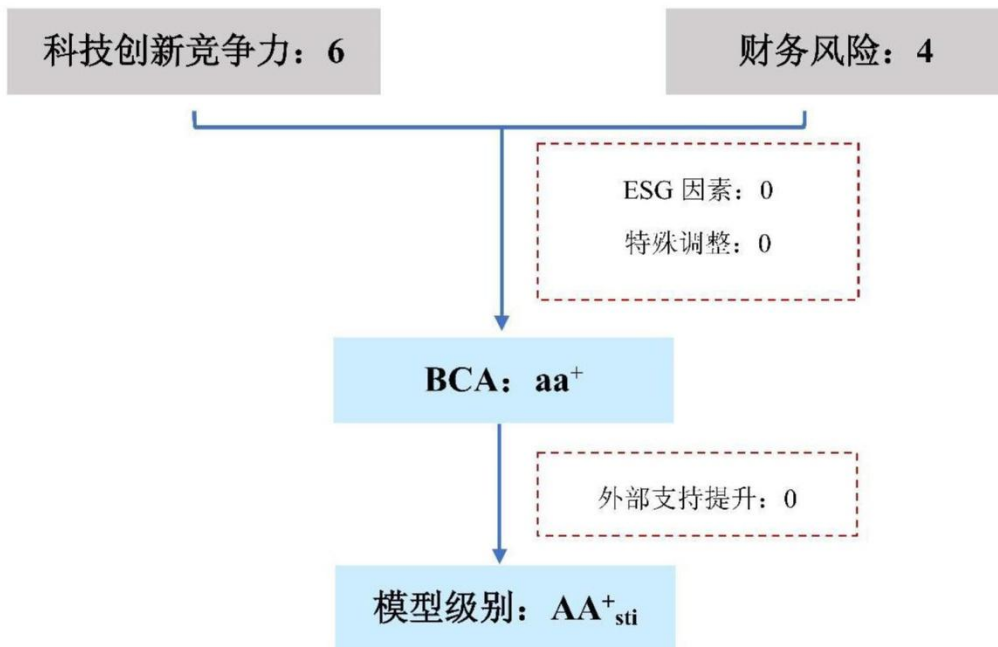 科技创新竞争力：6
财务风险：4
ESG 因素：0
特殊调整：0
BCA：aa⁺
外部支持提升：0
模型级别：AA⁺sti